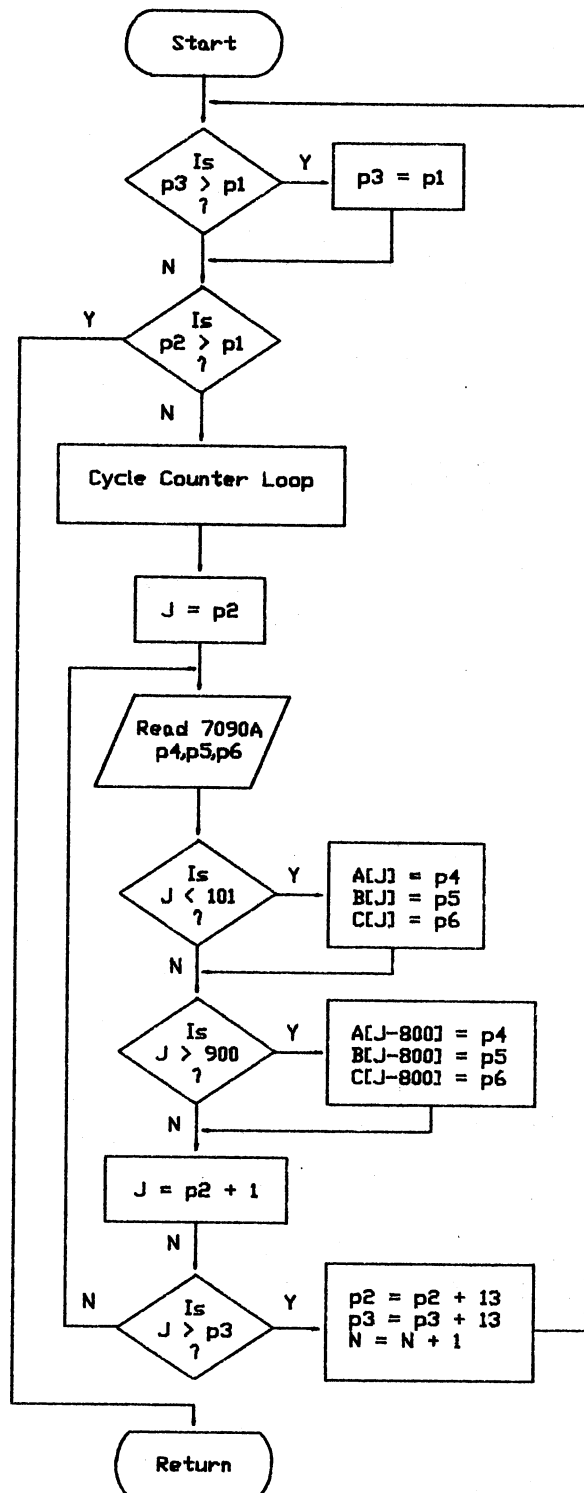 Start
Is
p3 > p1
?
Y
p3 = p1
N
Is
p2 > p1
?
Y
N
Cycle Counter Loop
J = p2
Read 7090A
p4,p5,p6
Is
J < 101
?
Y
A[J] = p4
B[J] = p5
C[J] = p6
N
Is
J > 900
?
Y
A[J-800] = p4
B[J-800] = p5
C[J-800] = p6
N
J = p2 + 1
N
Is
J > p3
?
N
Y
p2 = p2 + 13
p3 = p3 + 13
N = N + 1
Return